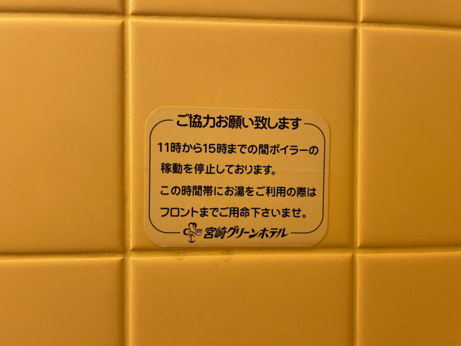 ご協力お願い致します
11時から15時までの間ボイラーの
稼動を停止しております。
この時間帯にお湯をご利用の際は
フロントまでご用命下さいませ。
宮崎グリーンホテル